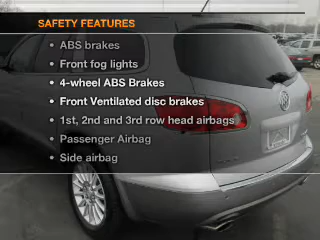 SAFETY FEATURES
• ABS brakes
• Front fog lights
• 4-wheel ABS Brakes
• Front Ventilated disc brakes
• 1st, 2nd and 3rd row head airbags
• Passenger Airbag
• Side airbag